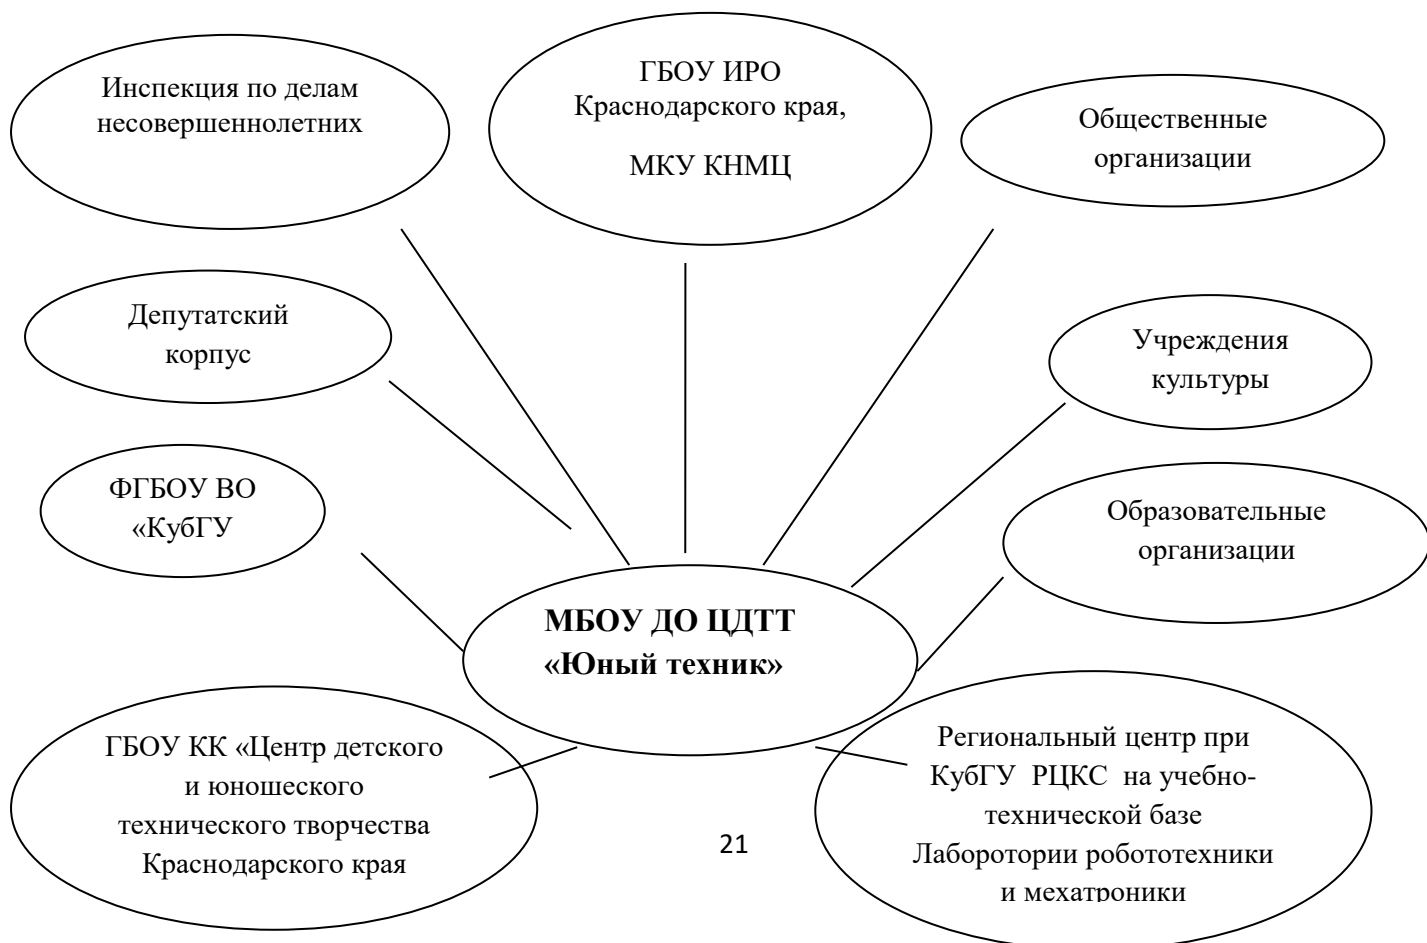 Инспекция по делам
несовершеннолетних
ГБОУ ИРО
Краснодарского края,
МКУ КНМЦ
Общественные
организации
Депутатский
корпус
Учреждения
культуры
ФГБОУ ВО
«КубГУ
Образовательные
организации
МБОУ ДО ЦДТТ
«Юный техник»
ГБОУ КК «Центр детского
и юношеского
технического творчества
Краснодарского края
Региональный центр при
КубГУ РЦКС на учебно-
технической базе
Лаборотории робототехники
и мехатроники
21